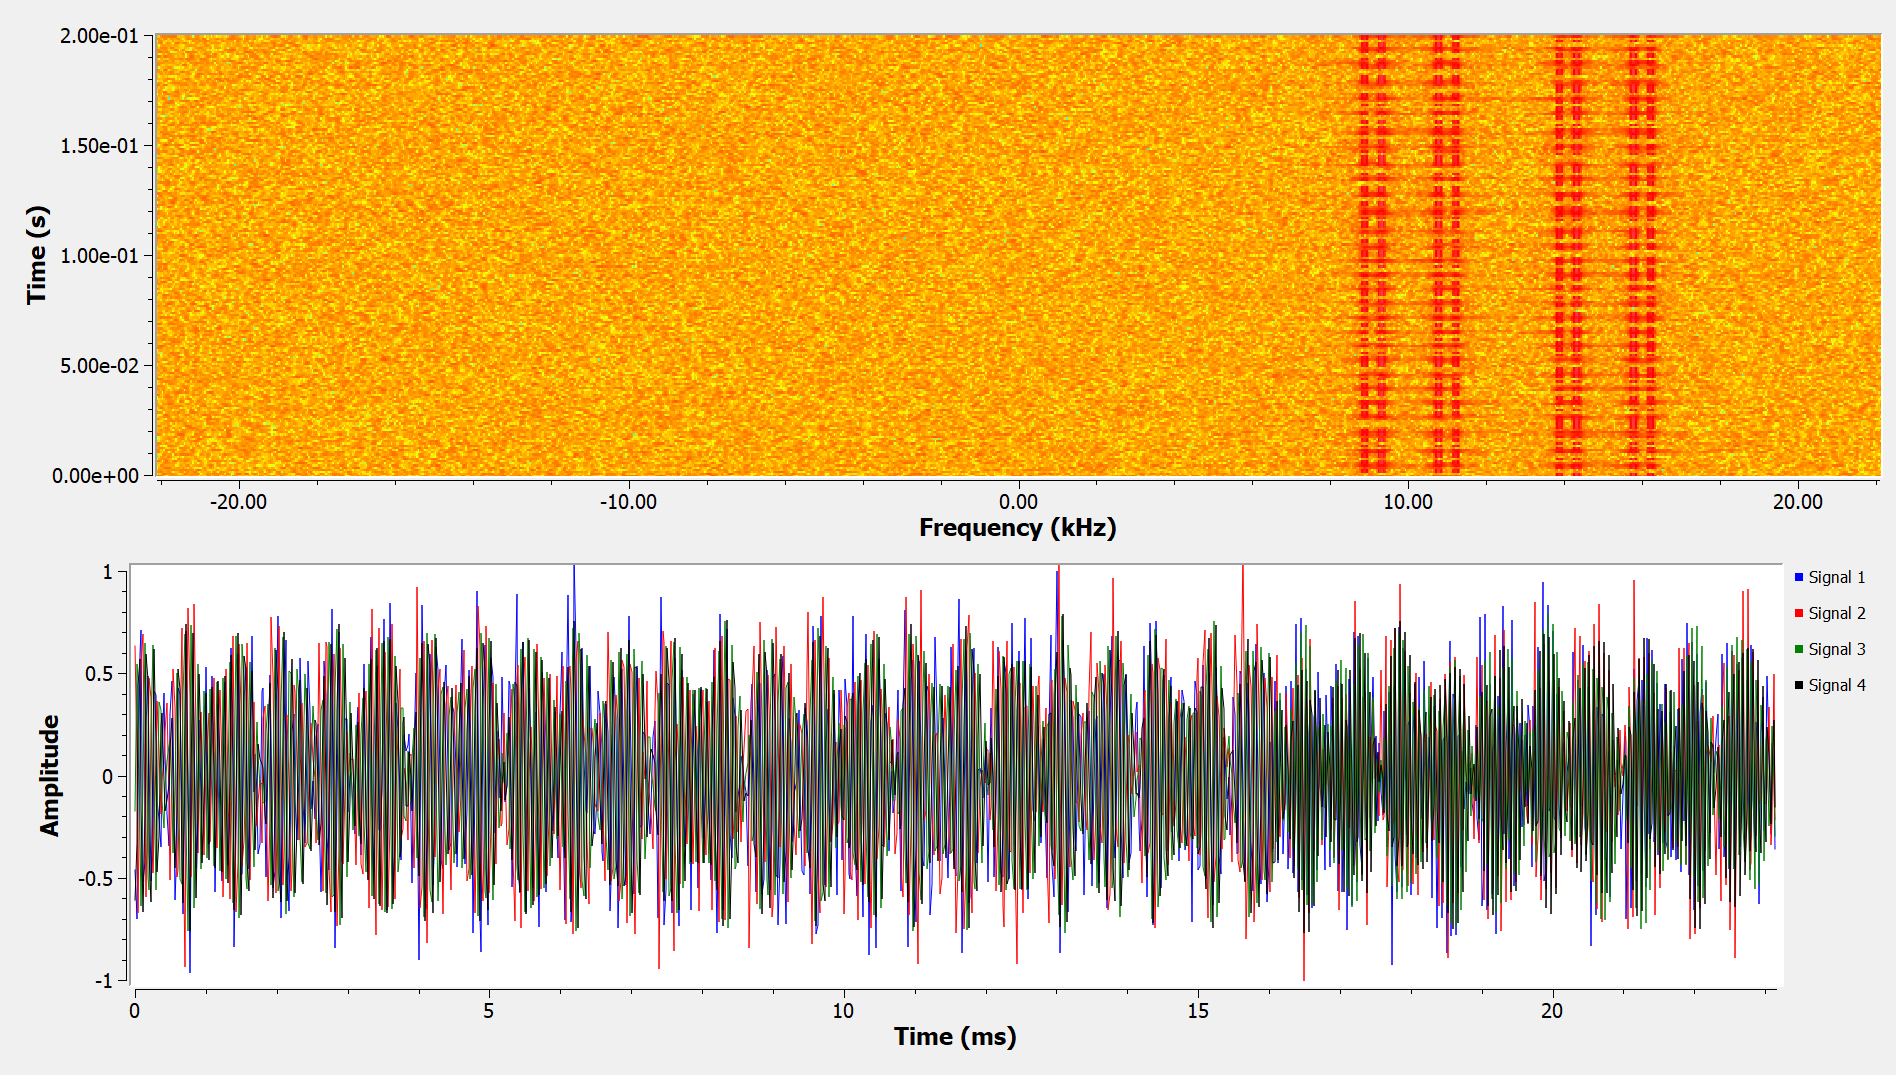 2.00e-01
1.50e-01
1.00e-01
5.00e-02
0.00e+00
Time (s)
-20.00
-10.00
0.00
10.00
20.00
Frequency (kHz)
1
0.5
0
-0.5
-1
Amplitude
0
5
10
15
20
Time (ms)
Signal 1
Signal 2
Signal 3
Signal 4